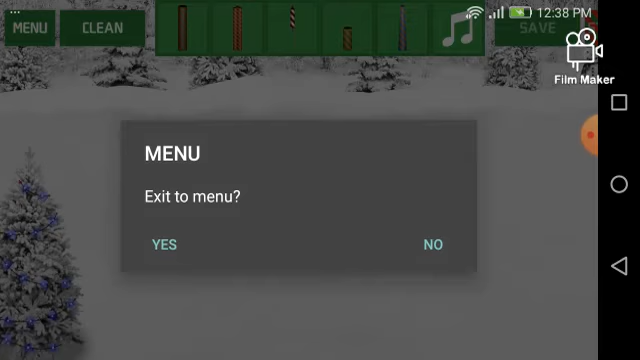 12:38 PM
MENU
CLEAN
SAVE
Film Maker
MENU
Exit to menu?
YES
NO